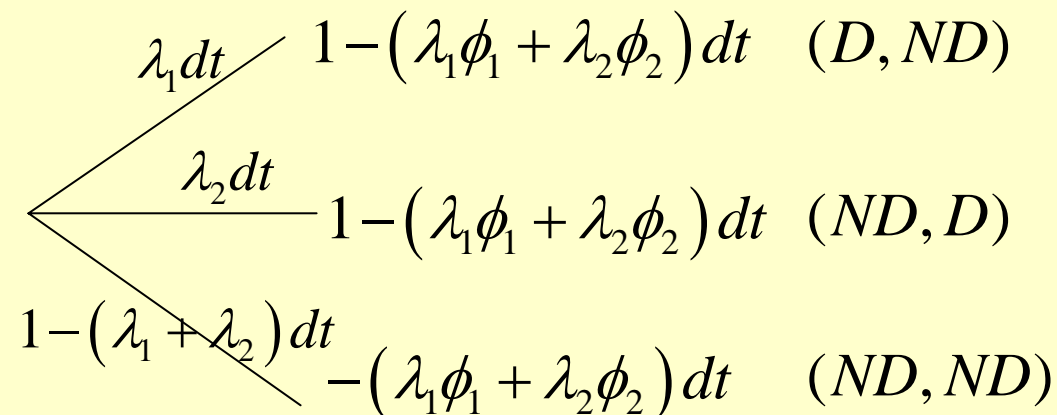 λ₁dt 1−(λ₁ϕ₁ + λ₂ϕ₂)dt (D, ND)
λ₂dt 1−(λ₁ϕ₁ + λ₂ϕ₂)dt (ND, D)
1−(λ₁ + λ₂)dt −(λ₁ϕ₁ + λ₂ϕ₂)dt (ND, ND)